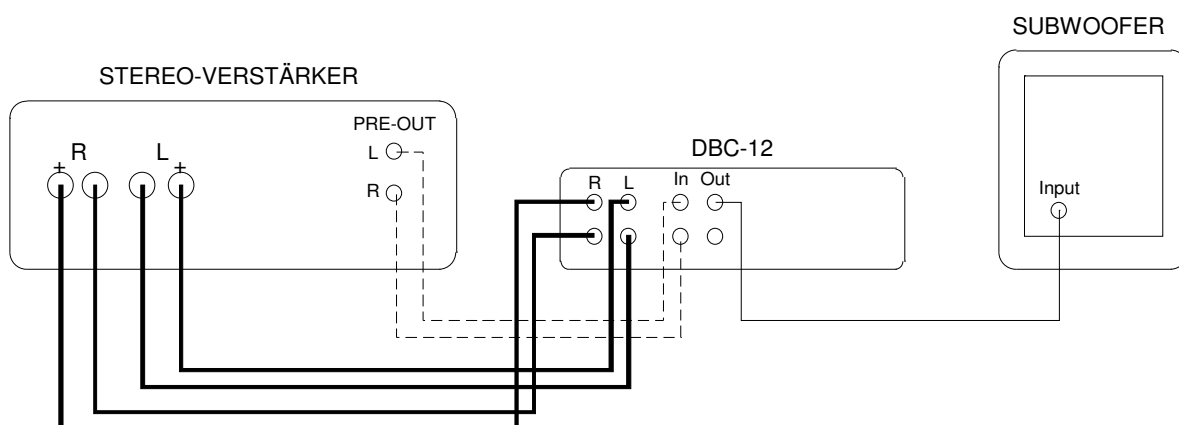 SUBWOOFER
STEREO-VERSTÄRKER
PRE-OUT
R L
+ +
L
R
DBC-12
R L In Out
Input